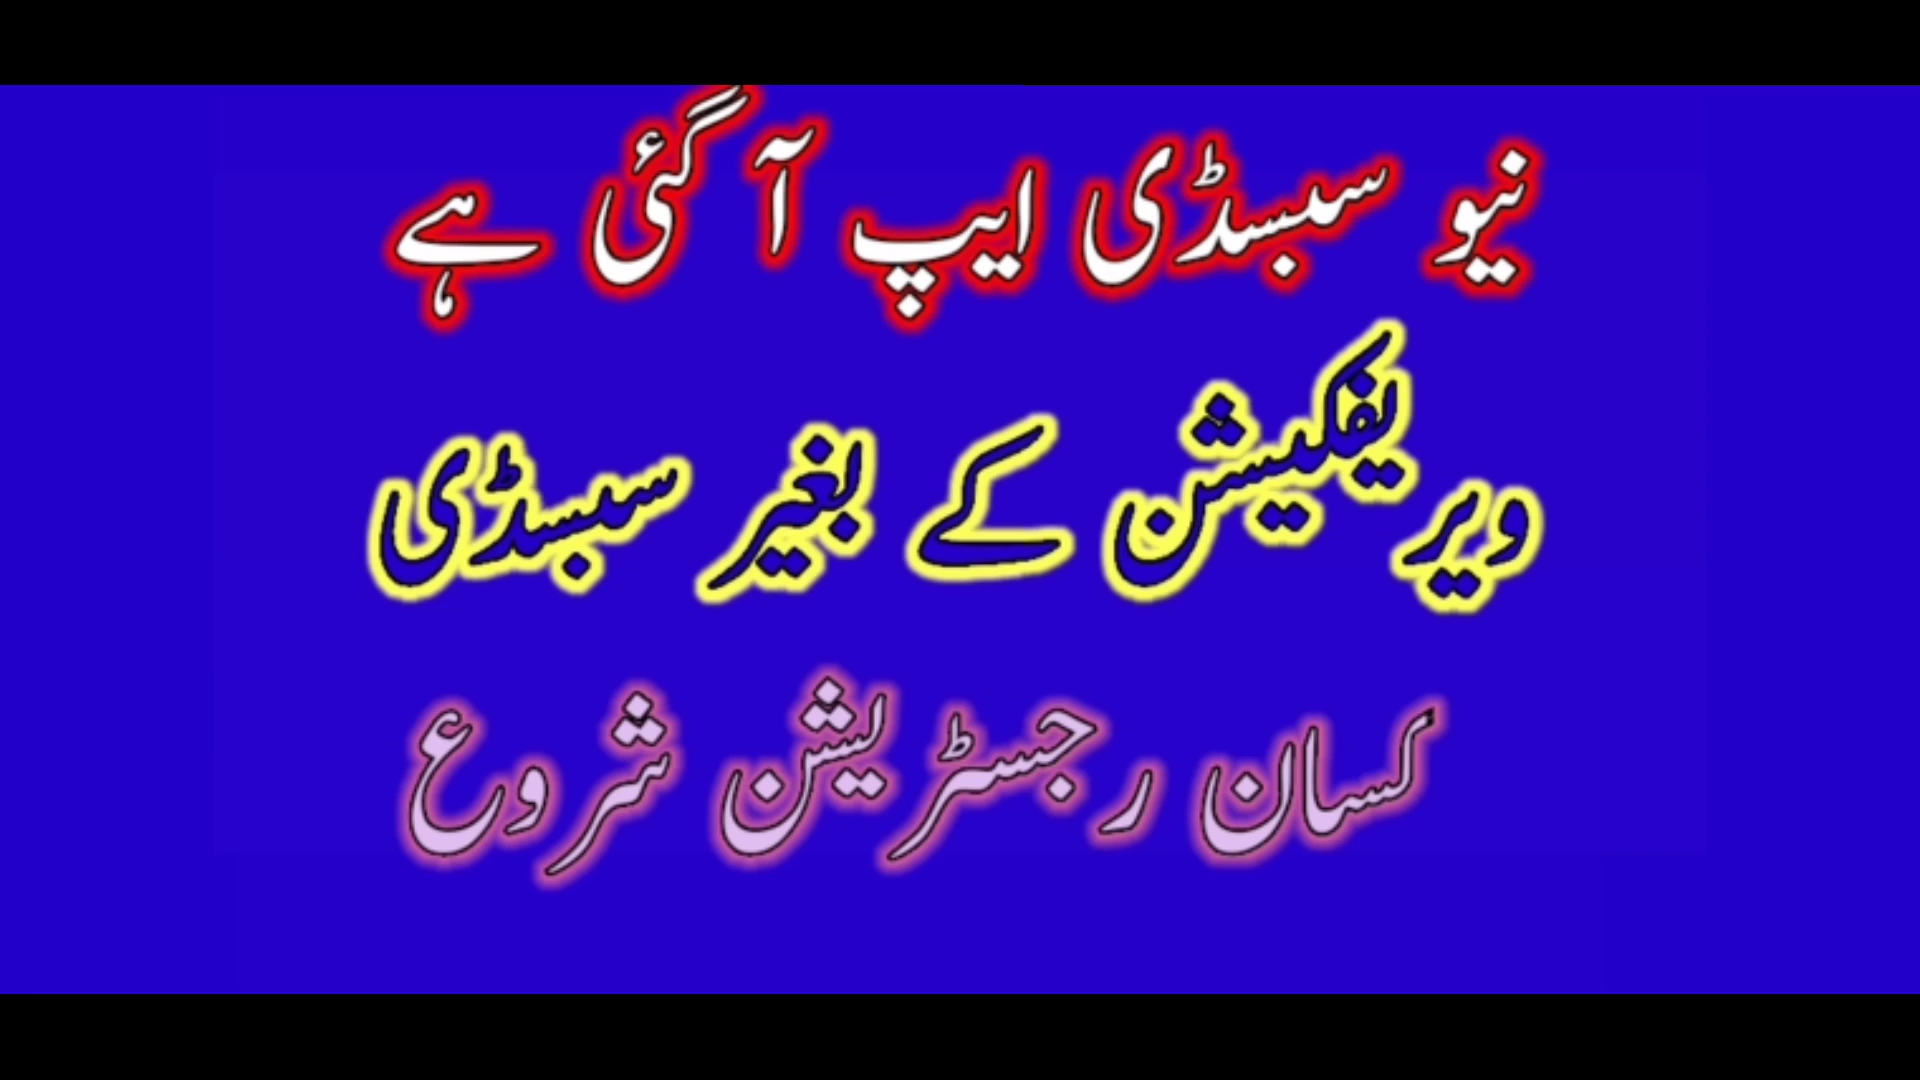 نیو سبسڈی ایپ آ گئی ہے
ویریفکیشن کے بغیر سبسڈی
کسان رجسٹریشن شروع